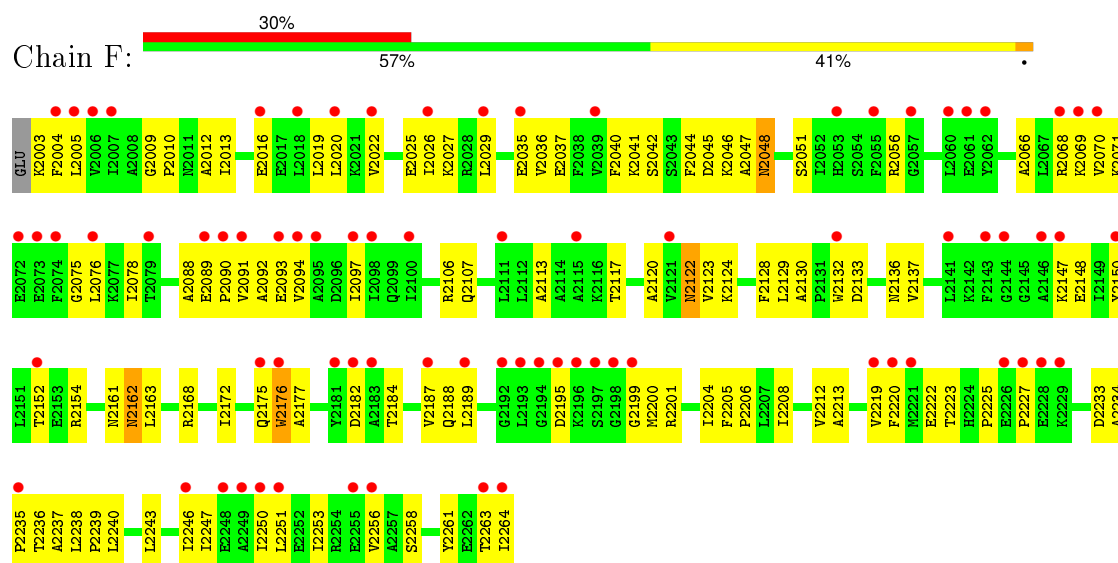 30%
Chain F:
57% 41% •
GLU K2003 F2004 L2005 V2006 I2007 A2008 G2009 P2010 N2011 A2012 I2013 E2016 E2017 L2018 L2019 L2020 K2021 V2022 E2025 I2026 K2027 R2028 L2029 E2035 V2036 E2037 F2038 V2039 F2040 K2041 S2042 S2043 F2044 D2045 K2046 A2047 N2048 S2051 I2052 H2053 S2054 F2055 R2056 G2057 L2060 E2061 Y2062 A2066 L2067 R2068 K2069 V2070 K2071
E2072 E2073 F2074 G2075 L2076 K2077 I2078 T2079 A2088 E2089 P2090 V2091 A2092 E2093 V2094 A2095 D2096 I2097 I2098 Q2099 I2100 R2106 Q2107 L2111 L2112 A2113 A2114 A2115 K2116 T2117 A2120 V2121 N2122 V2123 K2124 F2128 L2129 A2130 P2131 W2132 D2133 N2136 V2137 L2141 K2142 F2143 G2144 G2145 A2146 K2147 E2148 I2149 Y2150
L2151 T2152 E2153 R2154 N2161 N2162 L2163 R2168 I2172 Q2175 W2176 A2177 Y2181 D2182 A2183 T2184 V2187 Q2188 L2189 G2192 L2193 G2194 D2195 K2196 S2197 G2198 G2199 M2200 R2201 I2204 F2205 P2206 L2207 I2208 V2212 A2213 V2219 F2220 M2221 E2222 T2223 H2224 P2225 E2226 P2227 E2228 K2229 D2233 A2234
P2235 T2236 A2237 L2238 P2239 L2240 L2243 I2246 I2247 E2248 A2249 I2250 L2251 E2252 I2253 R2254 E2255 V2256 A2257 S2258 Y2261 E2262 T2263 I2264